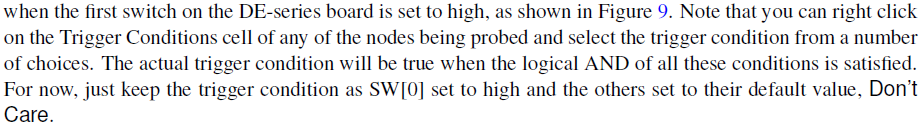 when the first switch on the DE-series board is set to high, as shown in Figure 9. Note that you can right click
on the Trigger Conditions cell of any of the nodes being probed and select the trigger condition from a number
of choices. The actual trigger condition will be true when the logical AND of all these conditions is satisfied.
For now, just keep the trigger condition as SW[0] set to high and the others set to their default value, Don't
Care.